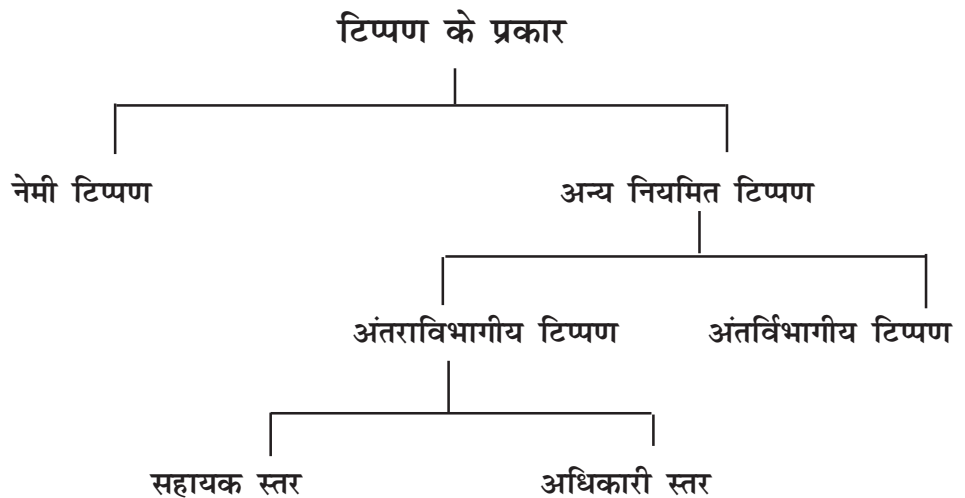 टिप्पण के प्रकार
नेमी टिप्पण
अन्य नियमित टिप्पण
अंतराविभागीय टिप्पण
अंतर्विभागीय टिप्पण
सहायक स्तर
अधिकारी स्तर